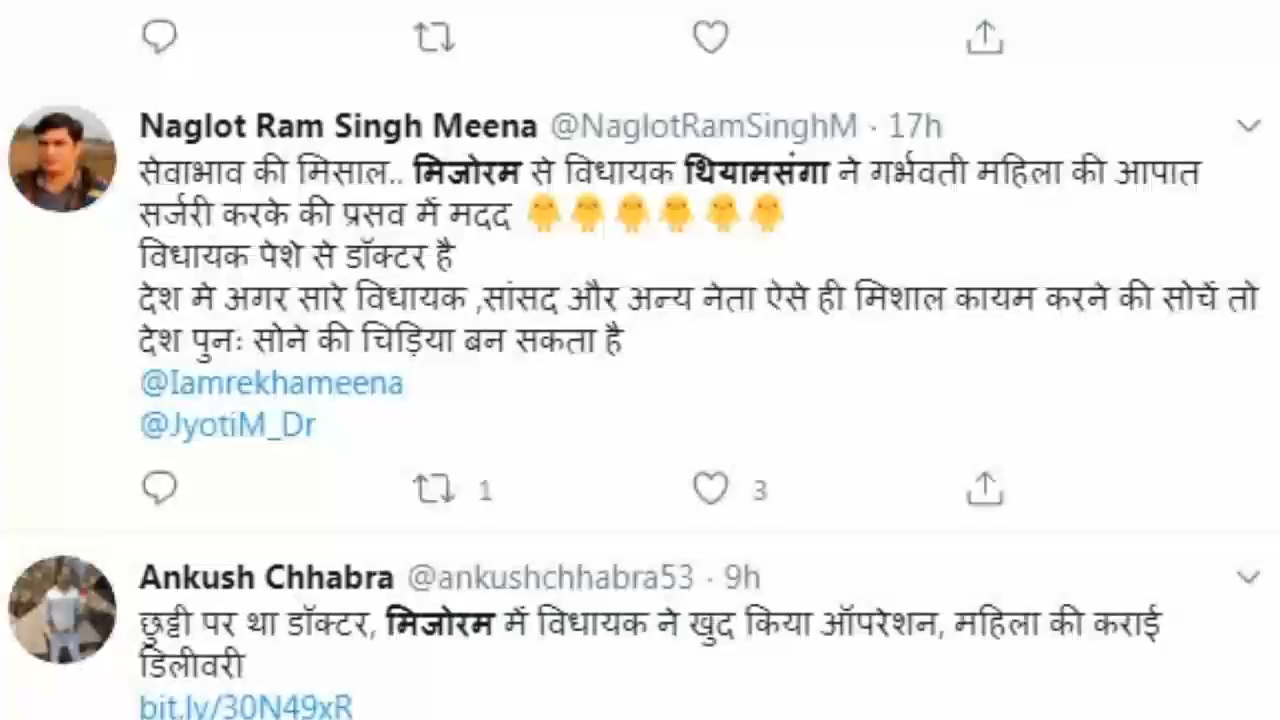 Naglot Ram Singh Meena @NaglotRamSinghM · 17h
सेवाभाव की मिसाल.. मिजोरम से विधायक थियामसंगा ने गर्भवती महिला की आपात
सर्जरी करके की प्रसव में मदद 🐥🐥🐥🐥🐥🐥
विधायक पेशे से डॉक्टर है
देश मे अगर सारे विधायक ,सांसद और अन्य नेता ऐसे ही मिशाल कायम करने की सोचें तो
देश पुनः सोने की चिड़िया बन सकता है
@Iamrekhameena
@JyotiM_Dr
1 3
Ankush Chhabra @ankushchhabra53 · 9h
छुट्टी पर था डॉक्टर, मिजोरम में विधायक ने खुद किया ऑपरेशन, महिला की कराई
डिलीवरी
bit.ly/30N49xR